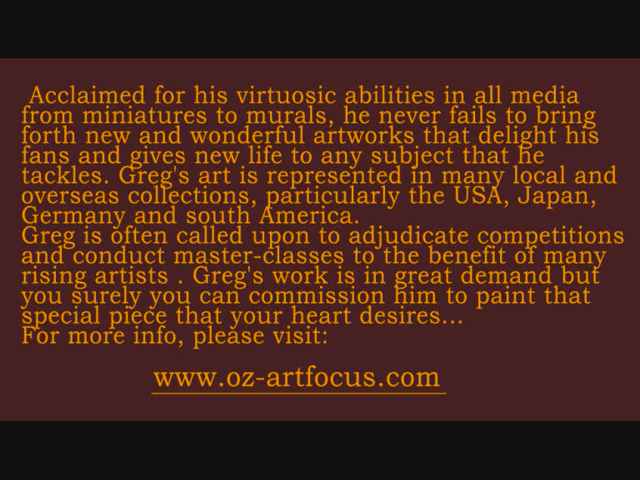 Acclaimed for his virtuosic abilities in all media
from miniatures to murals, he never fails to bring
forth new and wonderful artworks that delight his
fans and gives new life to any subject that he
tackles. Greg's art is represented in many local and
overseas collections, particularly the USA, Japan,
Germany and south America.
Greg is often called upon to adjudicate competitions
and conduct master-classes to the benefit of many
rising artists . Greg's work is in great demand but
you surely you can commission him to paint that
special piece that your heart desires...
For more info, please visit:
www.oz-artfocus.com